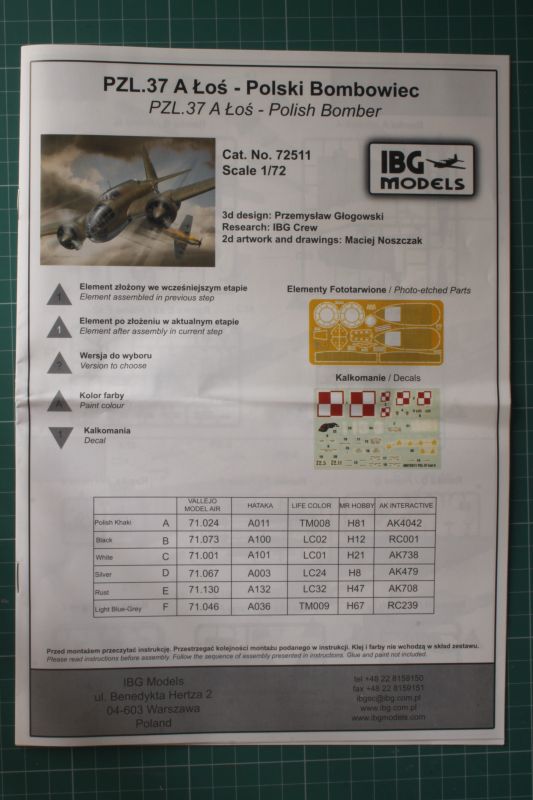 PZL.37 A Łoś - Polski Bombowiec
PZL.37 A Łoś - Polish Bomber
Cat. No. 72511
Scale 1/72
IBG
MODELS
3d design: Przemysław Głogowski
Research: IBG Crew
2d artwork and drawings: Maciej Noszczak
1 Element złożony we wcześniejszym etapie
Element assembled in previous step
1 Element po złożeniu w aktualnym etapie
Element after assembly in current step
? Wersja do wyboru
Version to choose
A Kolor farby
Paint colour
1 Kalkomania
Decal
Elementy Fototarwione / Photo-etched Parts
Kalkomanie / Decals
VALLEJO MODEL AIR HATAKA LIFE COLOR MR HOBBY AK INTERACTIVE
Polish Khaki A 71.024 A011 TM008 H81 AK4042
Black B 71.073 A100 LC02 H12 RC001
White C 71.001 A101 LC01 H21 AK738
Silver D 71.067 A003 LC24 H8 AK479
Rust E 71.130 A132 LC32 H47 AK708
Light Blue-Grey F 71.046 A036 TM009 H67 RC239
Przed montażem przeczytać instrukcję. Przestrzegać kolejności montażu podanego w instrukcji. Klej i farby nie wchodzą w skład zestawu.
Please read instructions before assembly. Follow the sequence of assembly presented in instructions. Glue and paint not included.
IBG Models
ul. Benedykta Hertza 2
04-603 Warszawa
Poland
tel +48 22 8159150
fax +48 22 8159151
ibgec@ibg.com.pl
www.ibg.com.pl
www.ibgmodels.com